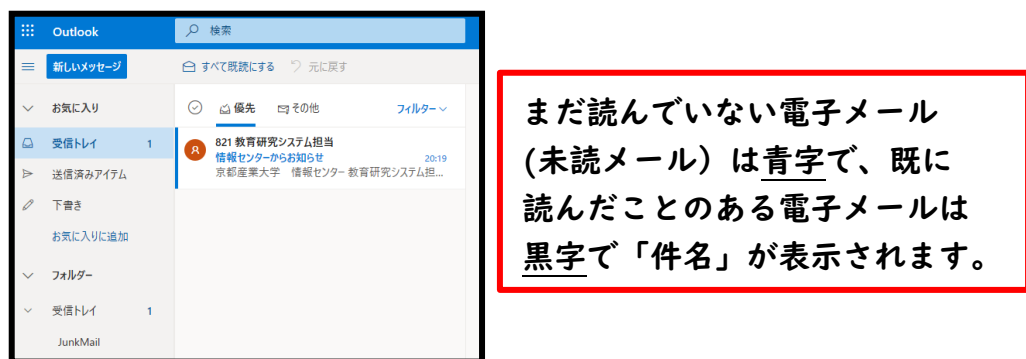 Outlook
検索
新しいメッセージ
すべて既読にする 元に戻す
お気に入り
受信トレイ 1
送信済みアイテム
下書き
お気に入りに追加
フォルダー
受信トレイ 1
JunkMail
優先 その他 フィルター
R
821 教育研究システム担当
情報センターからお知らせ 20:19
京都産業大学 情報センター 教育研究システム担...
まだ読んでいない電子メール
(未読メール）は青字で、既に
読んだことのある電子メールは
黒字で「件名」が表示されます。